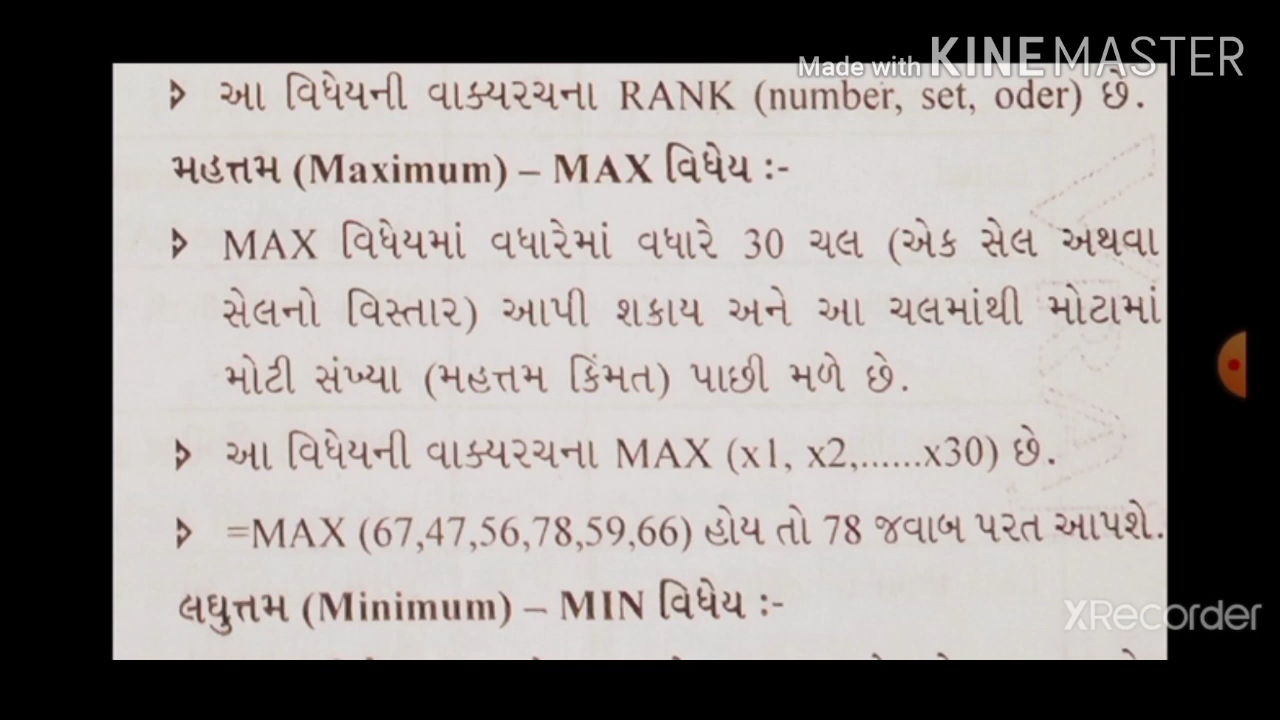 Made with KINEMASTER
આ વિધેયની વાક્યરચના RANK (number, set, oder) છે.
મહત્તમ (Maximum) – MAX વિધેય :-
MAX વિધેયમાં વધારેમાં વધારે 30 ચલ (એક સેલ અથવા
સેલનો વિસ્તાર) આપી શકાય અને આ ચલમાંથી મોટામાં
મોટી સંખ્યા (મહત્તમ કિંમત) પાછી મળે છે.
આ વિધેયની વાક્યરચના MAX (x1, x2,......x30) છે.
=MAX (67,47,56,78,59,66) હોય તો 78 જવાબ પરત આપશે.
લઘુત્તમ (Minimum) – MIN વિધેય :-
XRecorder